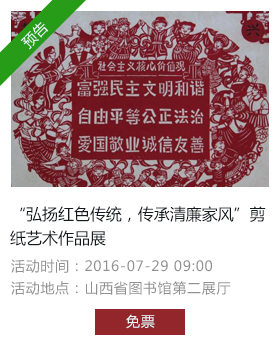 预告
社会主义核心价值观
富强民主文明和谐
自由平等公正法治
爱国敬业诚信友善
“弘扬红色传统，传承清廉家风”剪
纸艺术作品展
活动时间：2016-07-29 09:00
活动地点：山西省图书馆第二展厅
免票